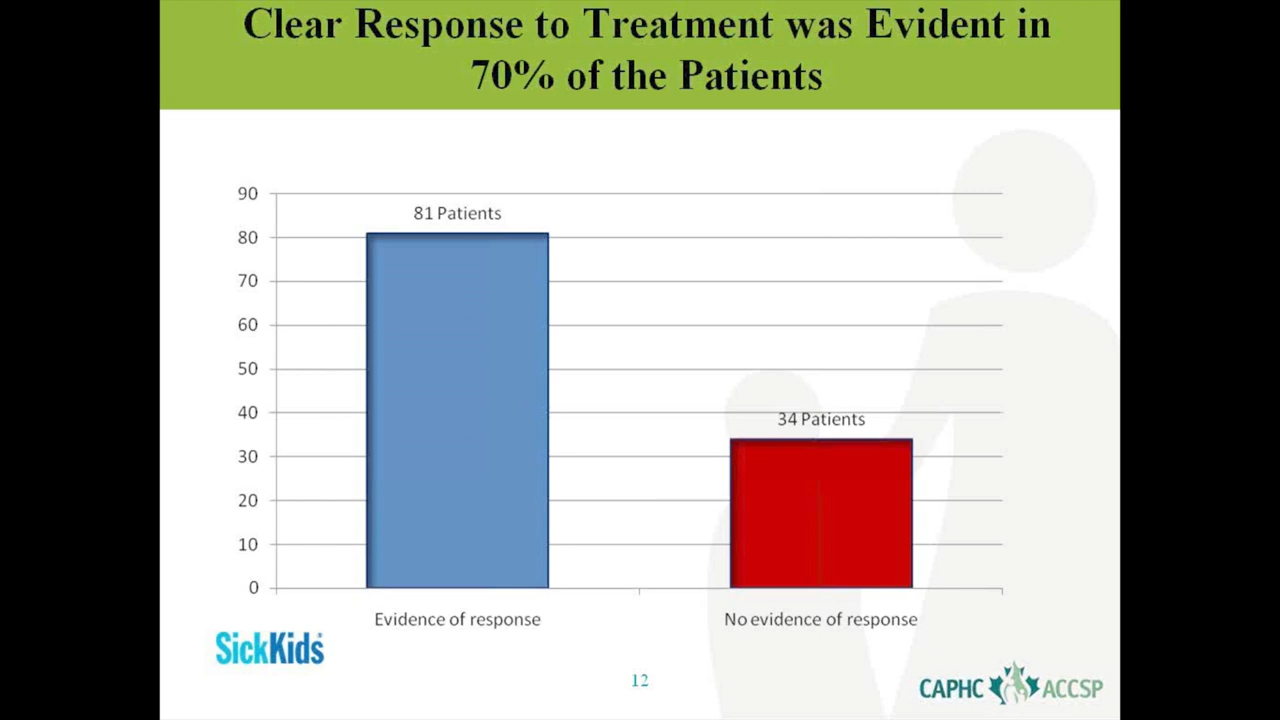 Clear Response to Treatment was Evident in
70% of the Patients
90
81 Patients
80
70
60
50
40
34 Patients
30
20
10
0
Evidence of response
No evidence of response
SickKids®
12
CAPHC ACCSP